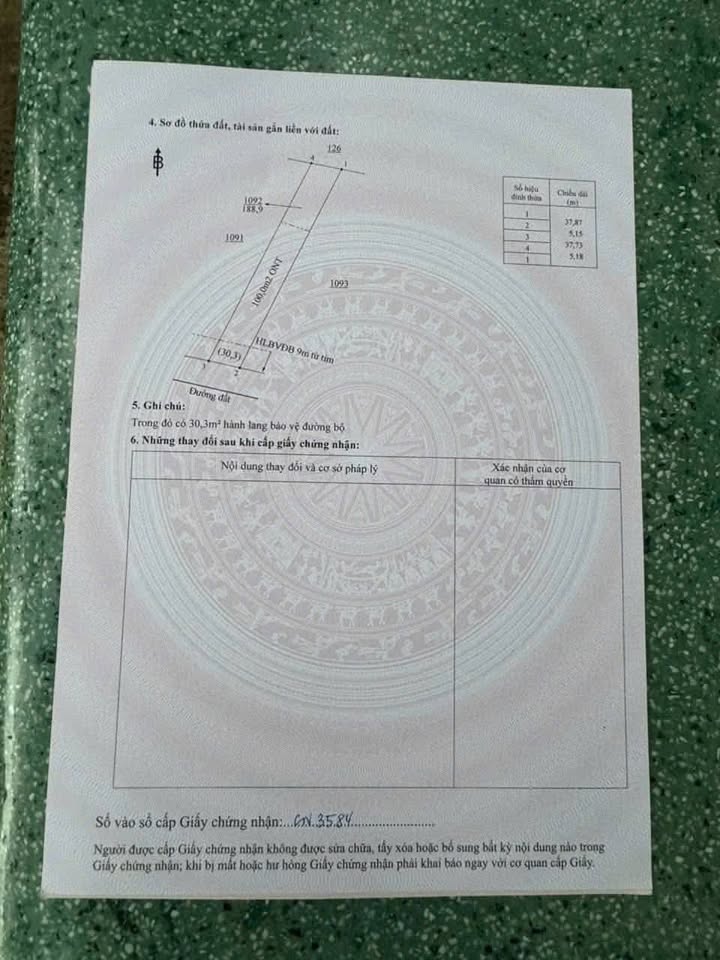 4. Sơ đồ thửa đất, tài sản gắn liền với đất:
126
4
1
B
1092
188,9
1091
100,0m2 ONT
1093
HLBVĐB 9m từ tim
(30,3)
3
2
Đường đất
Số hiệu đỉnh thửa
Chiều dài (m)
1
37,87
2
5,15
3
37,73
4
5,18
1
5. Ghi chú:
Trong đó có 30,3m² hành lang bảo vệ đường bộ
6. Những thay đổi sau khi cấp giấy chứng nhận:
Nội dung thay đổi và cơ sở pháp lý
Xác nhận của cơ
quan có thẩm quyền
Số vào sổ cấp Giấy chứng nhận:...CN.3584
Người được cấp Giấy chứng nhận không được sửa chữa, tẩy xóa hoặc bổ sung bất kỳ nội dung nào trong
Giấy chứng nhận; khi bị mất hoặc hư hỏng Giấy chứng nhận phải khai báo ngay với cơ quan cấp Giấy.